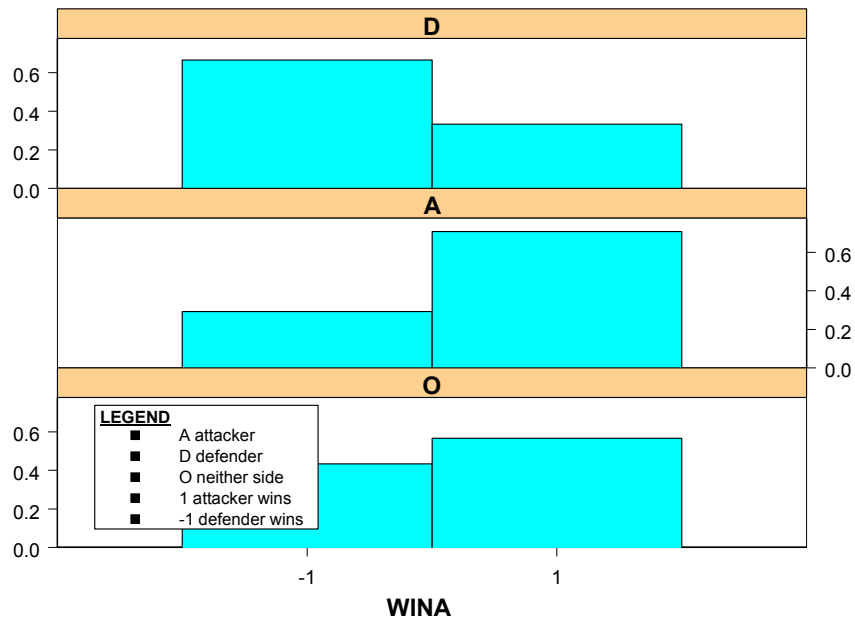 D
0.6
0.4
0.2
0.0
A
0.6
0.4
0.2
0.0
O
0.6
0.4
0.2
0.0
LEGEND
A attacker
D defender
O neither side
1 attacker wins
-1 defender wins
-1 1
WINA